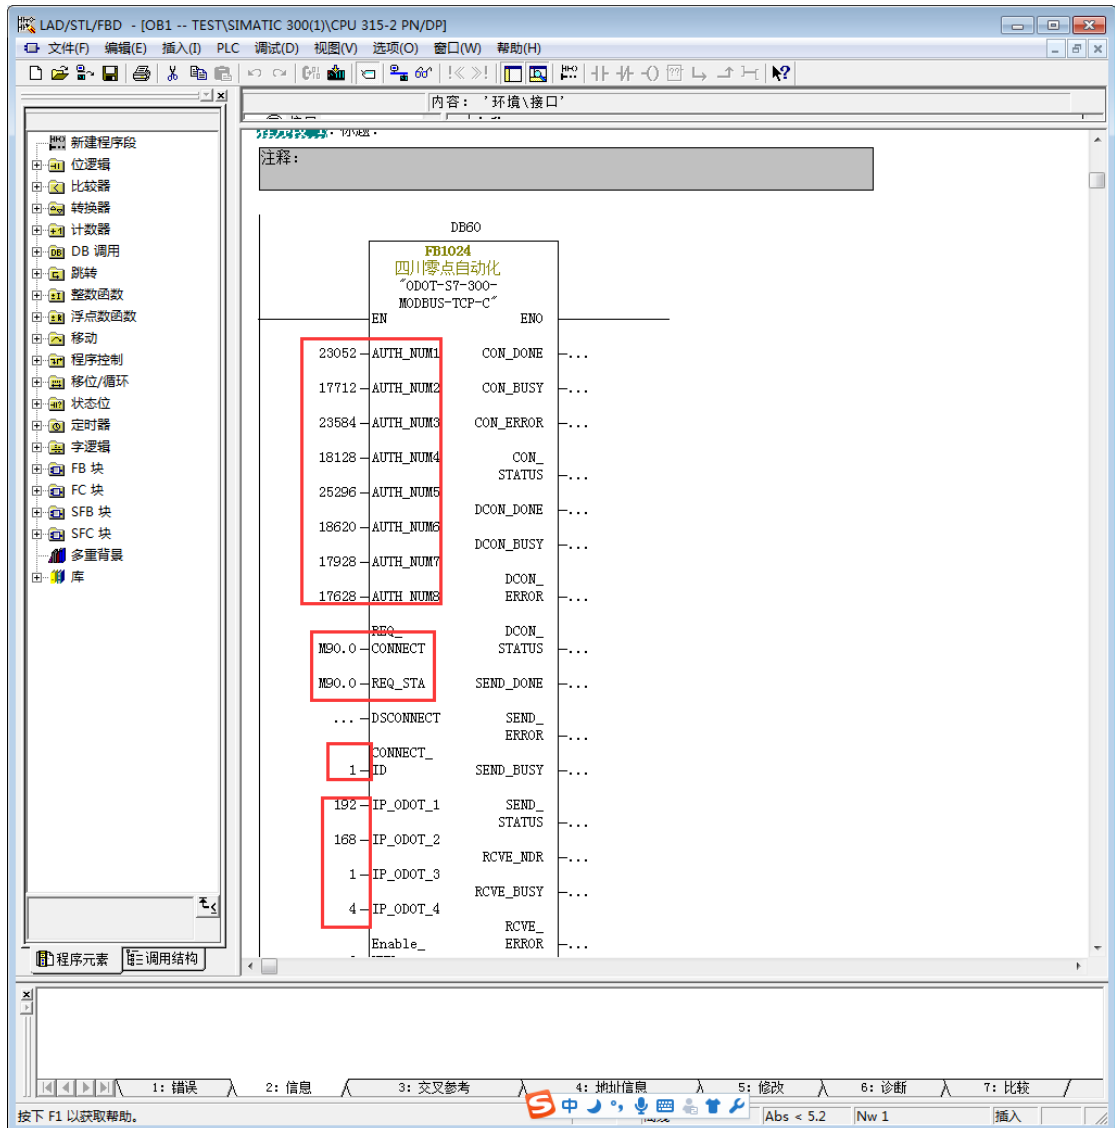 LAD/STL/FBD - [OB1 -- TEST\SIMATIC 300(1)\CPU 315-2 PN/DP]
文件(F) 编辑(E) 插入(I) PLC 调试(D) 视图(V) 选项(O) 窗口(W) 帮助(H)
内容: '环境\接口'
新建程序段
位逻辑
比较器
转换器
计数器
DB 调用
跳转
整数函数
浮点数函数
移动
程序控制
移位/循环
状态位
定时器
字逻辑
FB 块
FC 块
SFB 块
SFC 块
多重背景
库
程序元素 调用结构
注释:
DB60
FB1024
四川零点自动化
"ODOT-S7-300-
MODBUS-TCP-C"
EN ENO
23052 AUTH_NUM1 CON_DONE ...
17712 AUTH_NUM2 CON_BUSY ...
23584 AUTH_NUM3 CON_ERROR ...
18128 AUTH_NUM4 CON_
STATUS ...
25296 AUTH_NUM5
DCON_DONE ...
18620 AUTH_NUM6
DCON_BUSY ...
17928 AUTH_NUM7
DCON_
17628 AUTH_NUM8 ERROR ...
REQ_ DCON_
M90.0 CONNECT STATUS ...
M90.0 REQ_STA SEND_DONE ...
... DSCONNECT SEND_
ERROR ...
CONNECT_
1 ID SEND_BUSY ...
192 IP_ODOT_1 SEND_
STATUS ...
168 IP_ODOT_2
RCVE_NDR ...
1 IP_ODOT_3
RCVE_BUSY ...
4 IP_ODOT_4
RCVE_
Enable_ ERROR ...
1: 错误 2: 信息 3: 交叉参考 4: 地址信息 5: 修改 6: 诊断 7: 比较
按下 F1 以获取帮助。 中 Abs < 5.2 Nw 1 插入